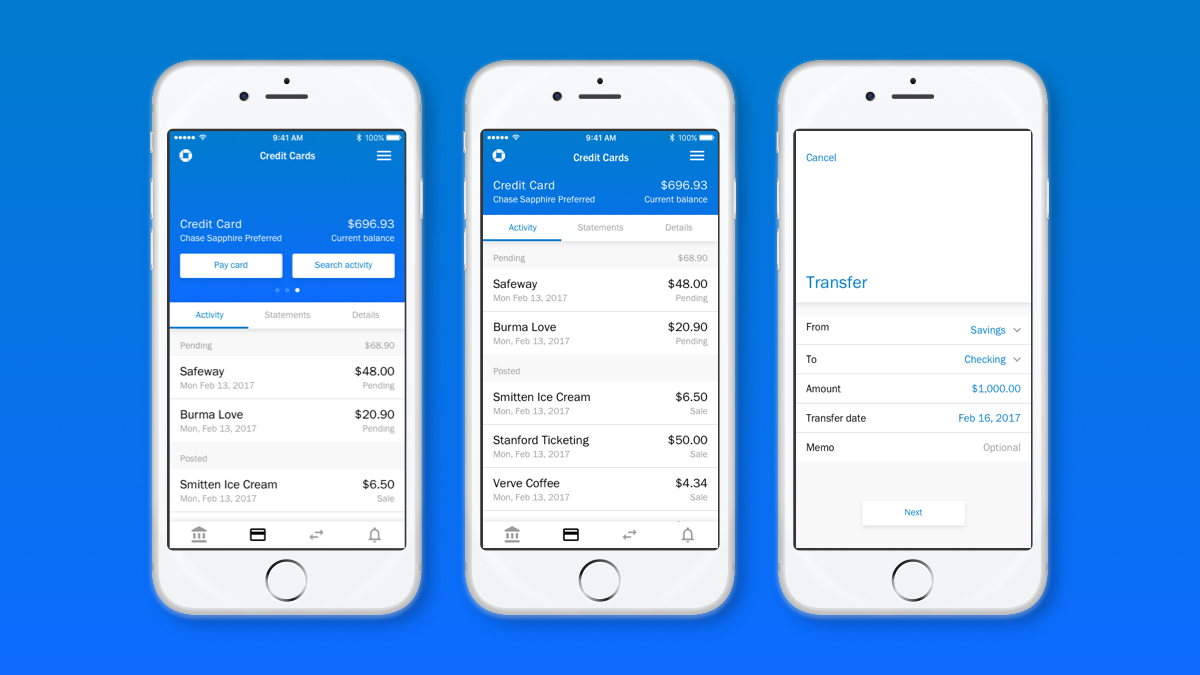 9:41 AM 100%
Credit Cards
Credit Card $696.93
Chase Sapphire Preferred Current balance
Pay card Search activity
Activity Statements Details
Pending $68.90
Safeway $48.00
Mon Feb 13, 2017 Pending
Burma Love $20.90
Mon, Feb 13, 2017 Pending
Posted
Smitten Ice Cream $6.50
Mon, Feb 13, 2017 Sale
9:41 AM 100%
Credit Cards
Credit Card $696.93
Chase Sapphire Preferred Current balance
Activity Statements Details
Pending $68.90
Safeway $48.00
Mon Feb 13, 2017 Pending
Burma Love $20.90
Mon, Feb 13, 2017 Pending
Posted
Smitten Ice Cream $6.50
Mon, Feb 13, 2017 Sale
Stanford Ticketing $50.00
Mon, Feb 13, 2017 Sale
Verve Coffee $4.34
Mon, Feb 13, 2017 Sale
Cancel
Transfer
From Savings
To Checking
Amount $1,000.00
Transfer date Feb 16, 2017
Memo Optional
Next